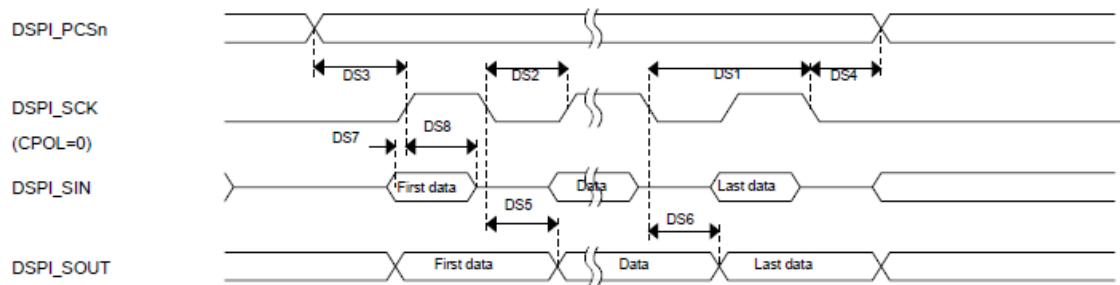 DSPI_PCSn
DS3
DS2
DS1
DS4
DSPI_SCK
(CPOL=0)
DS7
DS8
DSPI_SIN
First data
Data
Last data
DS5
DS6
DSPI_SOUT
First data
Data
Last data